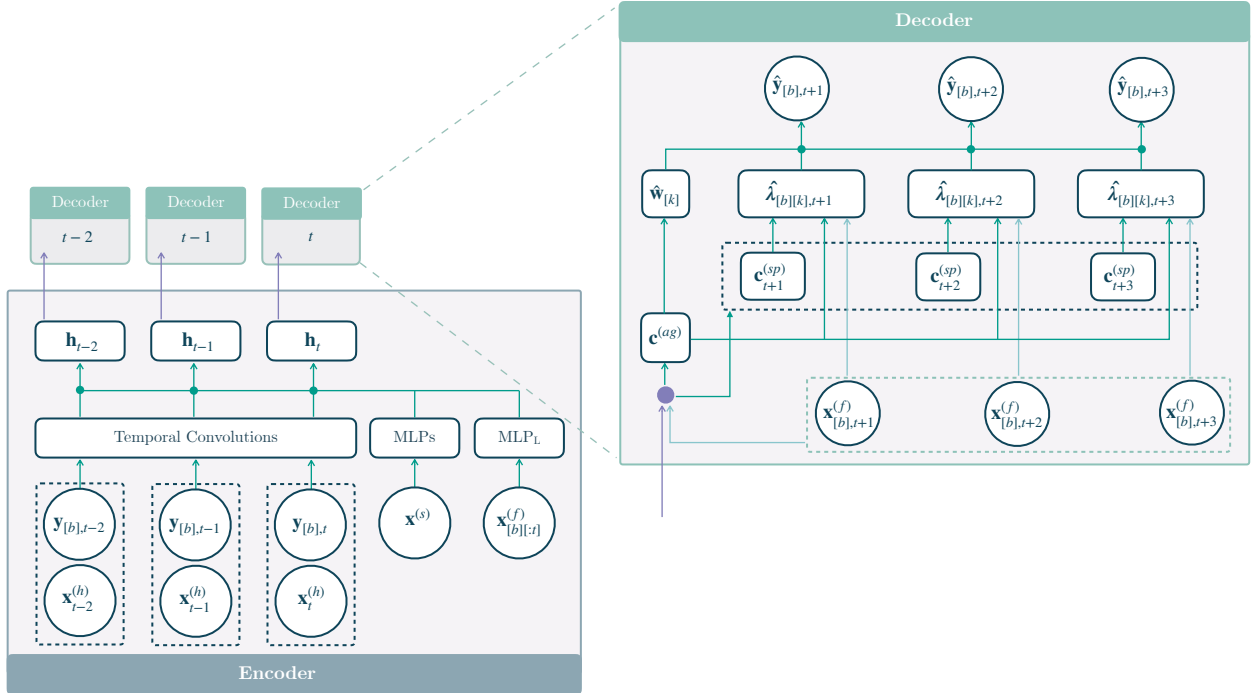 Decoder
ŷ[b],t+1
ŷ[b],t+2
ŷ[b],t+3
Decoder
t − 2
Decoder
t − 1
Decoder
t
ŵ[k]
λ̂[b][k],t+1
λ̂[b][k],t+2
λ̂[b][k],t+3
c(sp)t+1
c(sp)t+2
c(sp)t+3
c(ag)
x(f)[b],t+1
x(f)[b],t+2
x(f)[b],t+3
ht−2
ht−1
ht
Temporal Convolutions
MLPs
MLPL
y[b],t−2
y[b],t−1
y[b],t
x(s)
x(f)[b][:t]
x(h)t−2
x(h)t−1
x(h)t
Encoder